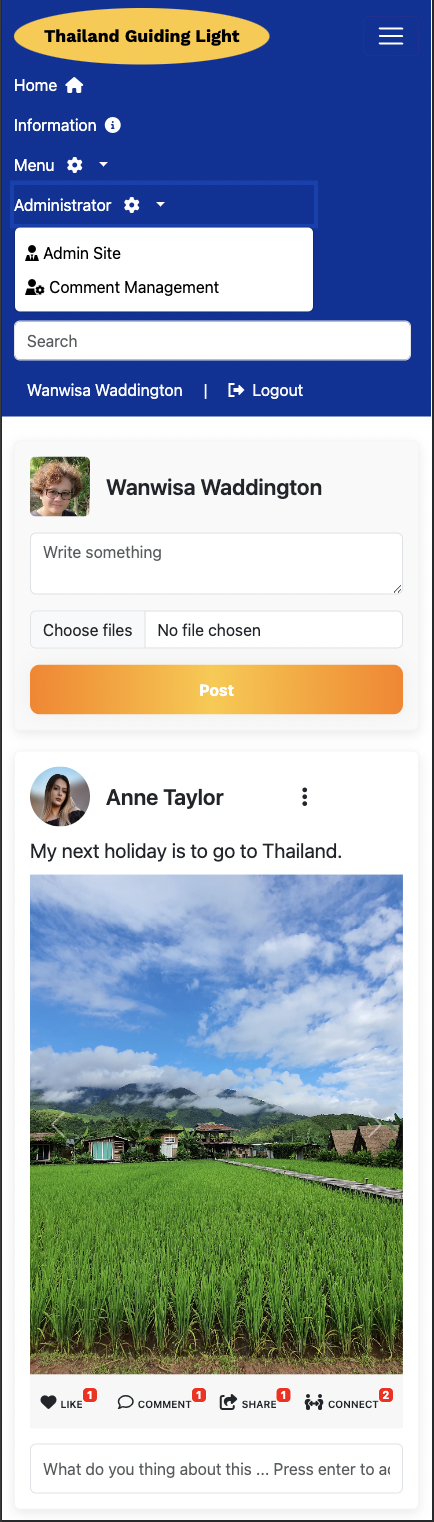 Thailand Guiding Light
Home
Information
Menu
Administrator
Admin Site
Comment Management
Search
Wanwisa Waddington | Logout
Wanwisa Waddington
Write something
Choose files No file chosen
Post
Anne Taylor
My next holiday is to go to Thailand.
LIKE 1 COMMENT 1 SHARE 1 CONNECT 2
What do you thing about this ... Press enter to ac